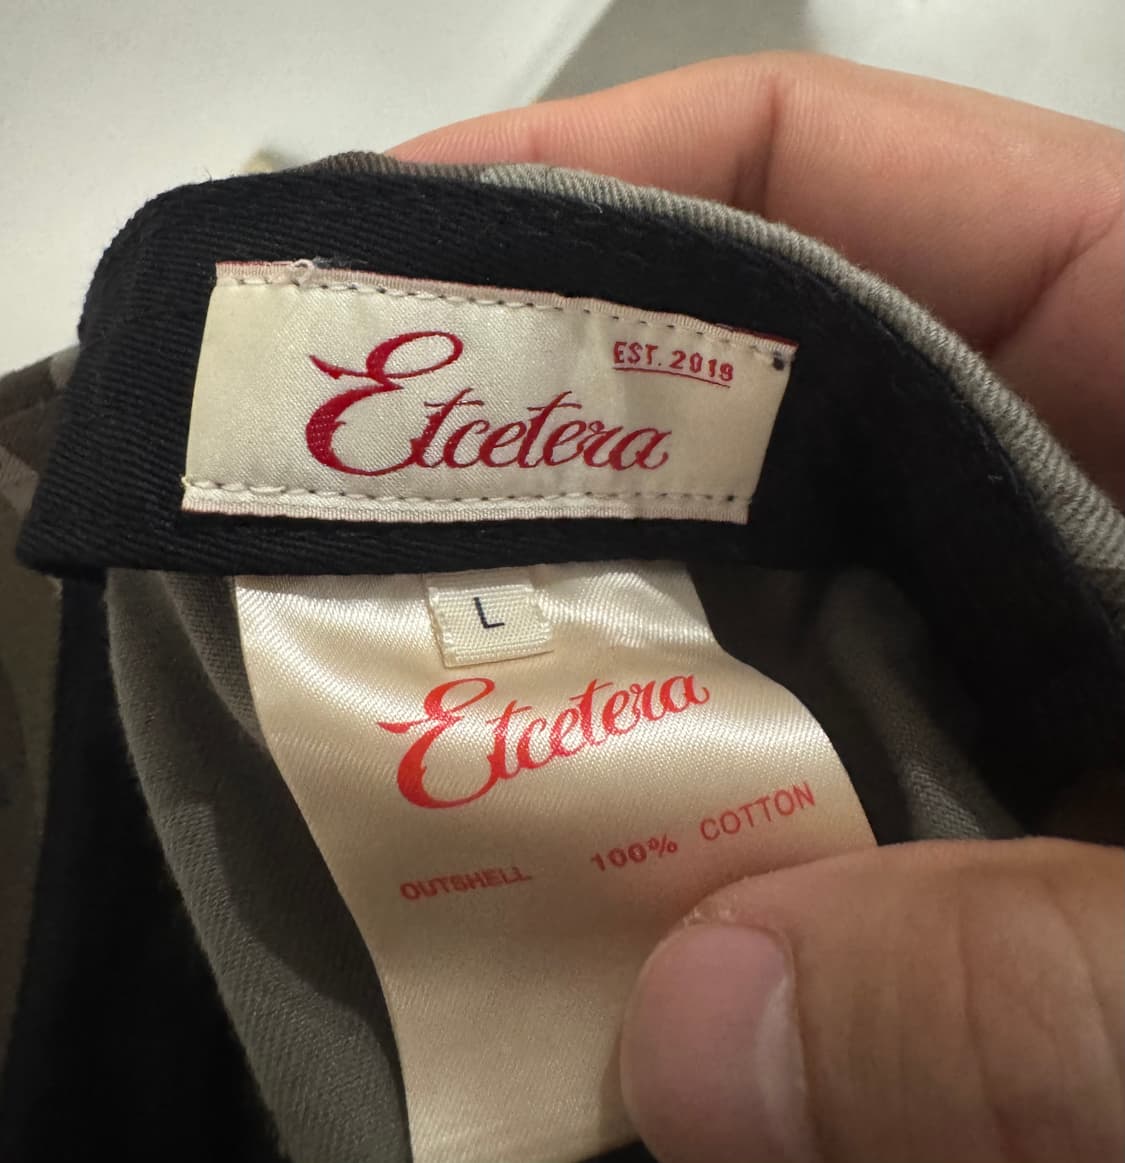 EST. 2019
Etcetera
L
Etcetera
OUTSHELL 100% COTTON